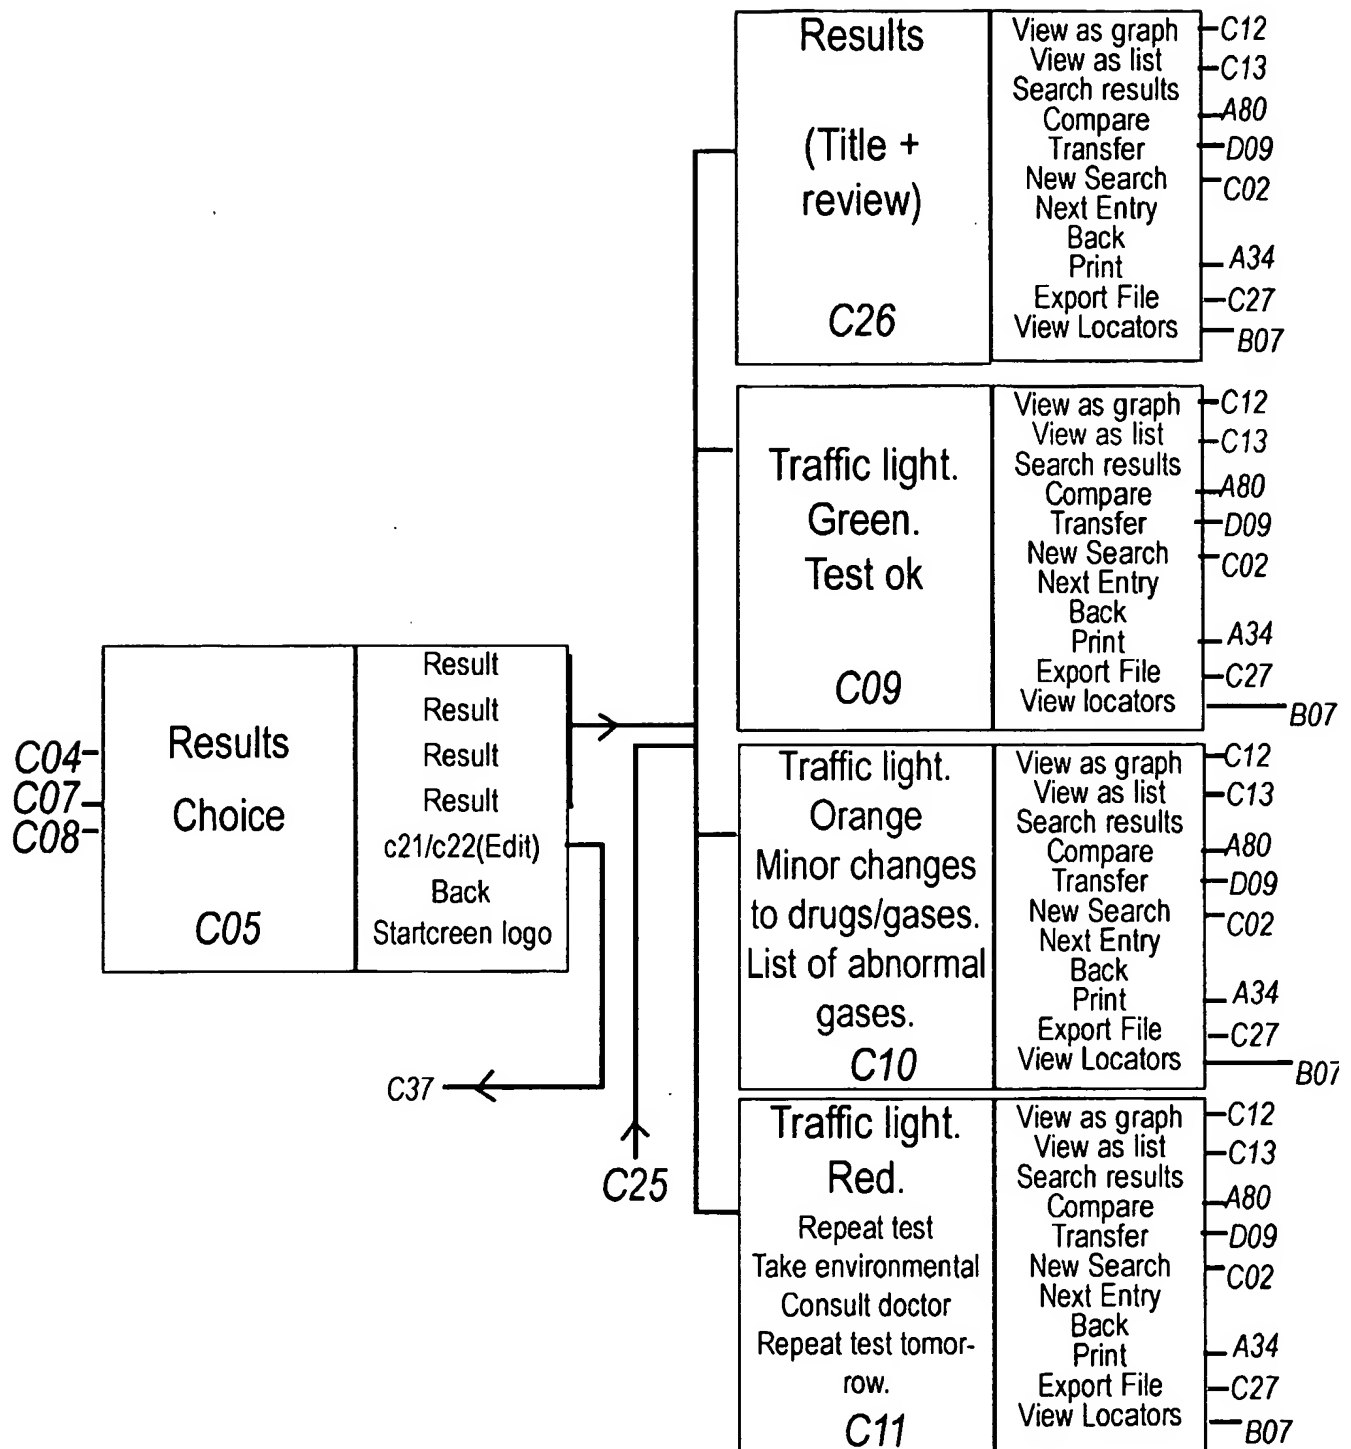 C04
C07
C08
Results
Choice
C05
Result
Result
Result
Result
c21/c22(Edit)
Back
Startcreen logo
C37
C25
Results
(Title +
review)
C26
View as graph
View as list
Search results
Compare
Transfer
New Search
Next Entry
Back
Print
Export File
View Locators
C12
C13
A80
D09
C02
A34
C27
B07
Traffic light.
Green.
Test ok
C09
View as graph
View as list
Search results
Compare
Transfer
New Search
Next Entry
Back
Print
Export File
View locators
C12
C13
A80
D09
C02
A34
C27
B07
Traffic light.
Orange
Minor changes
to drugs/gases.
List of abnormal
gases.
C10
View as graph
View as list
Search results
Compare
Transfer
New Search
Next Entry
Back
Print
Export File
View Locators
C12
C13
A80
D09
C02
A34
C27
B07
Traffic light.
Red.
Repeat test
Take environmental
Consult doctor
Repeat test tomor-
row.
C11
View as graph
View as list
Search results
Compare
Transfer
New Search
Next Entry
Back
Print
Export File
View Locators
C12
C13
A80
D09
C02
A34
C27
B07